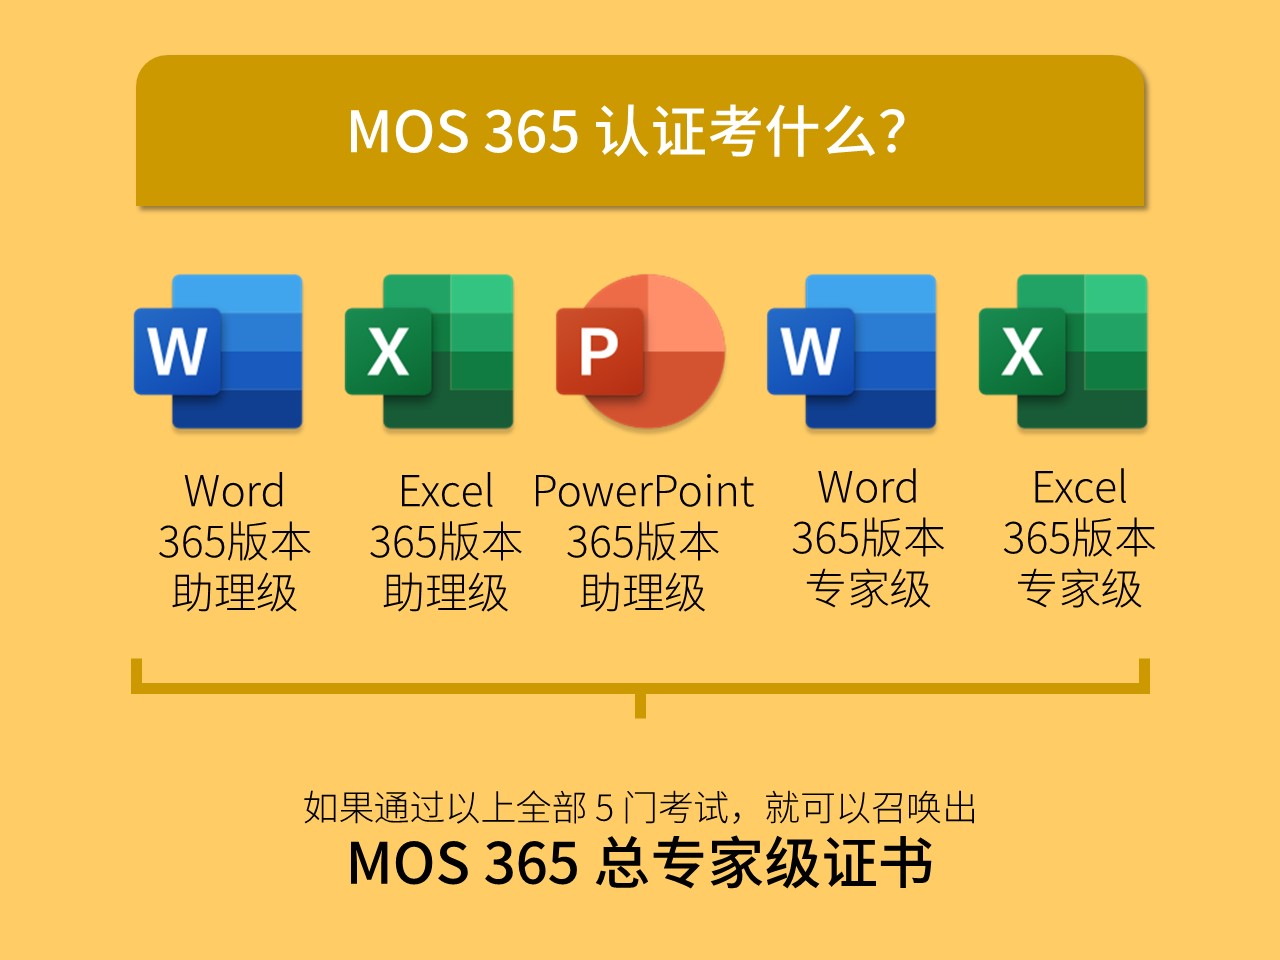 MOS 365 认证考什么?
W X P W X
Word Excel PowerPoint Word Excel
365版本 365版本 365版本 365版本 365版本
助理级 助理级 助理级 专家级 专家级
如果通过以上全部 5 门考试，就可以召唤出
MOS 365 总专家级证书